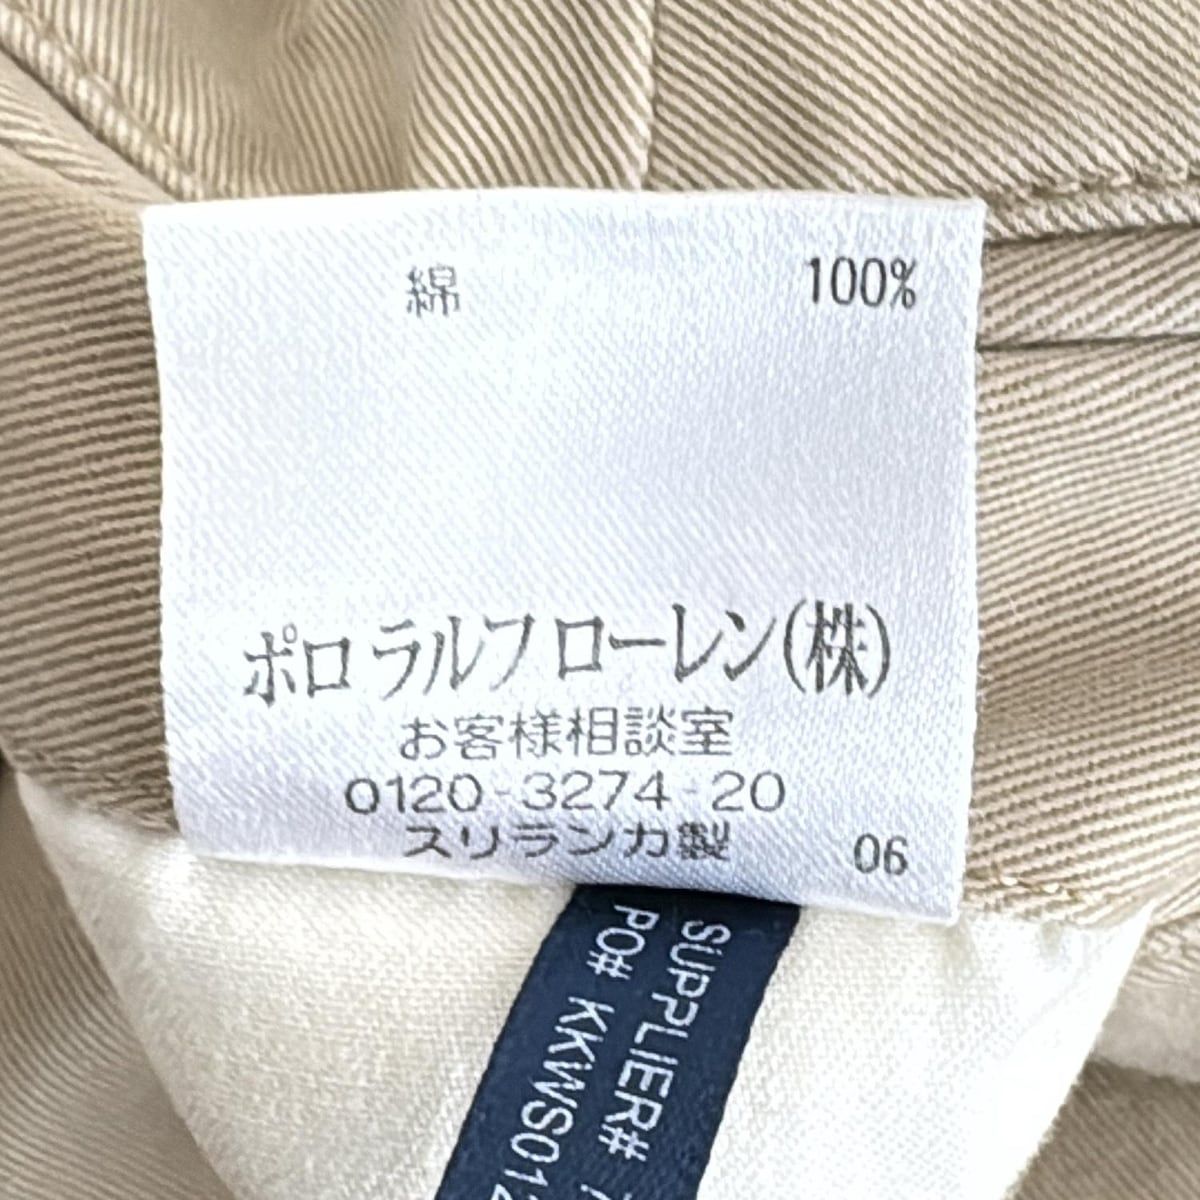 綿 100%
ポロ ラルフ ローレン(株)
お客様相談室
0120-3274-20
スリランカ製 06
SUPPLIER#
PO#